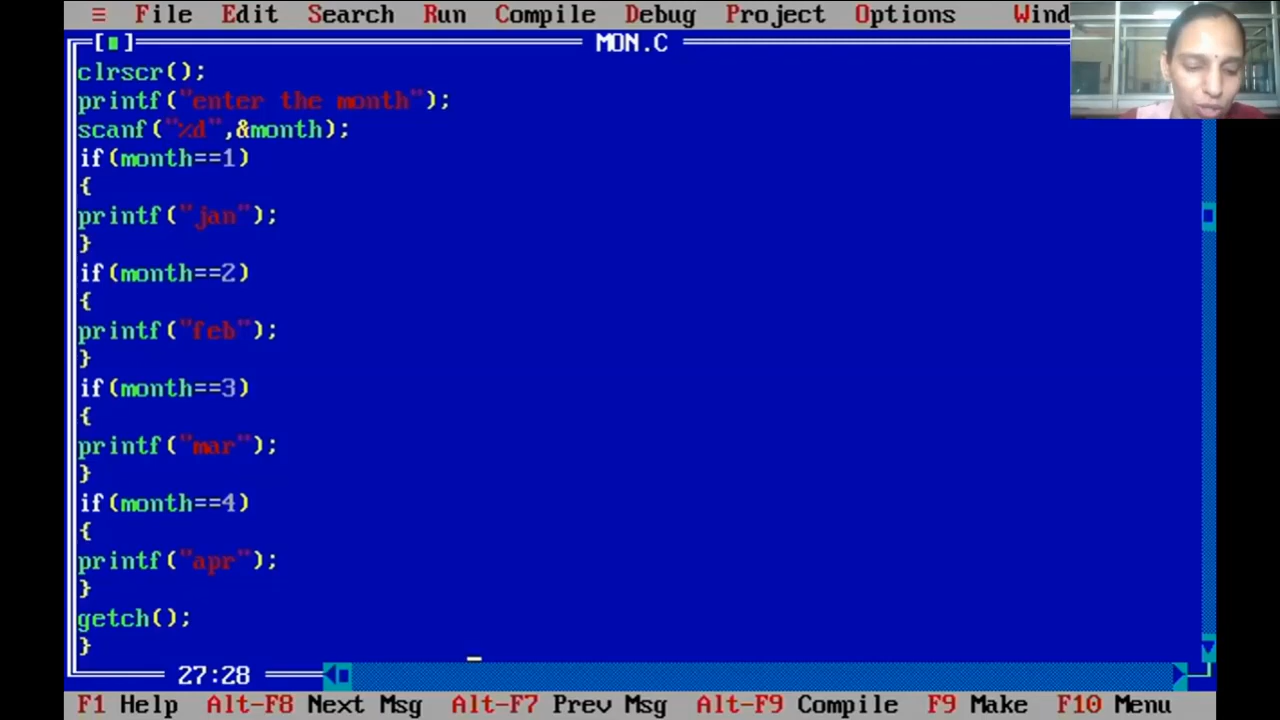 ≡ File Edit Search Run Compile Debug Project Options Wind
[■] MON.C
clrscr();
printf("enter the month");
scanf("%d",&month);
if(month==1)
{
printf("jan");
}
if(month==2)
{
printf("feb");
}
if(month==3)
{
printf("mar");
}
if(month==4)
{
printf("apr");
}
getch();
}
27:28
F1 Help Alt-F8 Next Msg Alt-F7 Prev Msg Alt-F9 Compile F9 Make F10 Menu